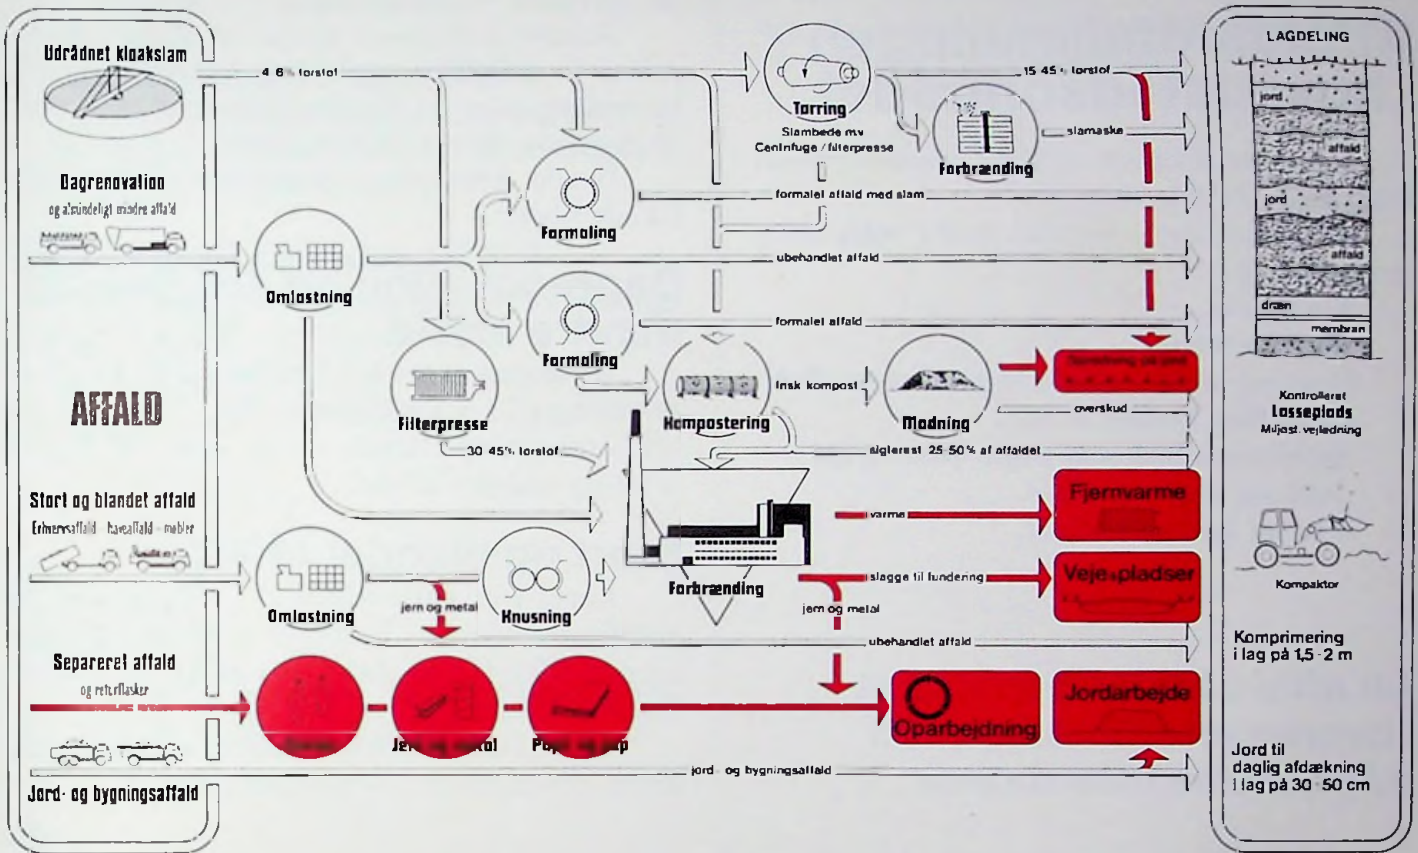 Udrådnet kloakslam
4-6% tørstof
Tørring
Slambede mv
Centrifuge / filterpresse
15-45% tørstof
Forbrænding
slamaske
Dagrenovation
og almindeligt mindre affald
Omlastning
Formaling
formalet affald med slam
ubehandlet affald
Formaling
formalet affald
Filterpresse
30-45% tørstof
Kompostering
frisk kompost
Modning
overskud
siglerest 25-50% af affaldet
AFFALD
Stort og blandet affald
Erhvervsaffald - haveaffald - møbler
Omlastning
jern og metal
Knusning
Forbrænding
varme
Fjernvarme
slagge til fundering
Veje+pladser
jern og metal
ubehandlet affald
Separeret affald
og returflasker
Jern og metal
Papir og pap
Oparbejdning
Jordarbejde
jord- og bygningsaffald
Jord- og bygningsaffald
LAGDELING
jord
affald
jord
affald
dræn
membran
Kontrolleret
Losseplads
Miljøst. vejledning
Kompaktor
Komprimering
i lag på 1,5-2 m
Jord til
daglig afdækning
i lag på 30-50 cm